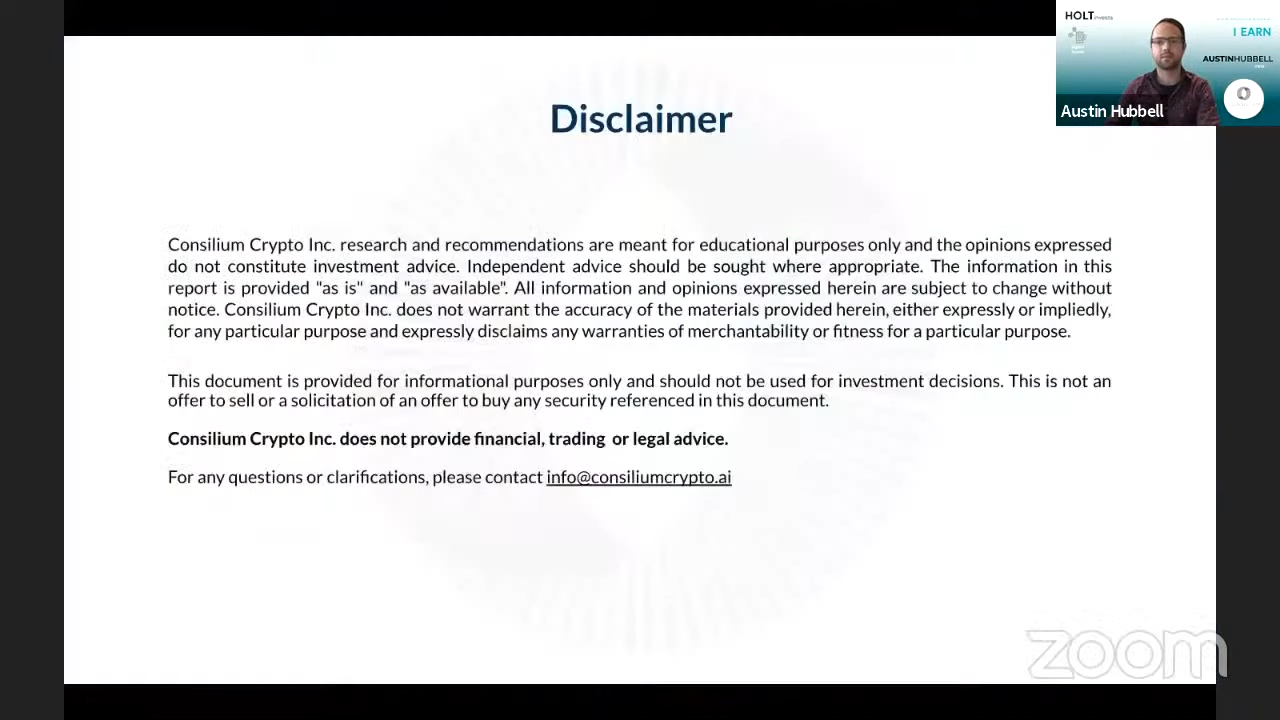 HOLT
I EARN
AUSTINHUBBELL
Austin Hubbell
Disclaimer
Consilium Crypto Inc. research and recommendations are meant for educational purposes only and the opinions expressed
do not constitute investment advice. Independent advice should be sought where appropriate. The information in this
report is provided "as is" and "as available". All information and opinions expressed herein are subject to change without
notice. Consilium Crypto Inc. does not warrant the accuracy of the materials provided herein, either expressly or impliedly,
for any particular purpose and expressly disclaims any warranties of merchantability or fitness for a particular purpose.
This document is provided for informational purposes only and should not be used for investment decisions. This is not an
offer to sell or a solicitation of an offer to buy any security referenced in this document.
Consilium Crypto Inc. does not provide financial, trading or legal advice.
For any questions or clarifications, please contact info@consiliumcrypto.ai
zoom